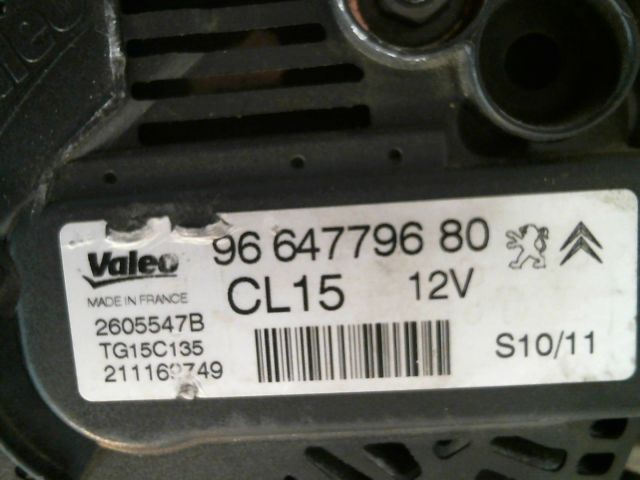 96 647796 80
Valeo
CL15 12V
MADE IN FRANCE
2605547B
TG15C135
S10/11